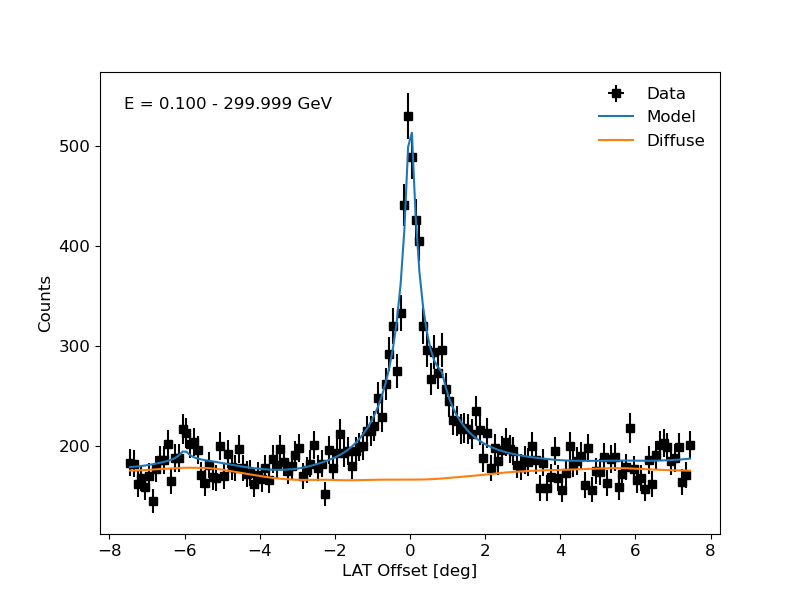 E = 0.100 - 299.999 GeV
Data
Model
Diffuse
Counts
500
400
300
200
−8 −6 −4 −2 0 2 4 6 8
LAT Offset [deg]